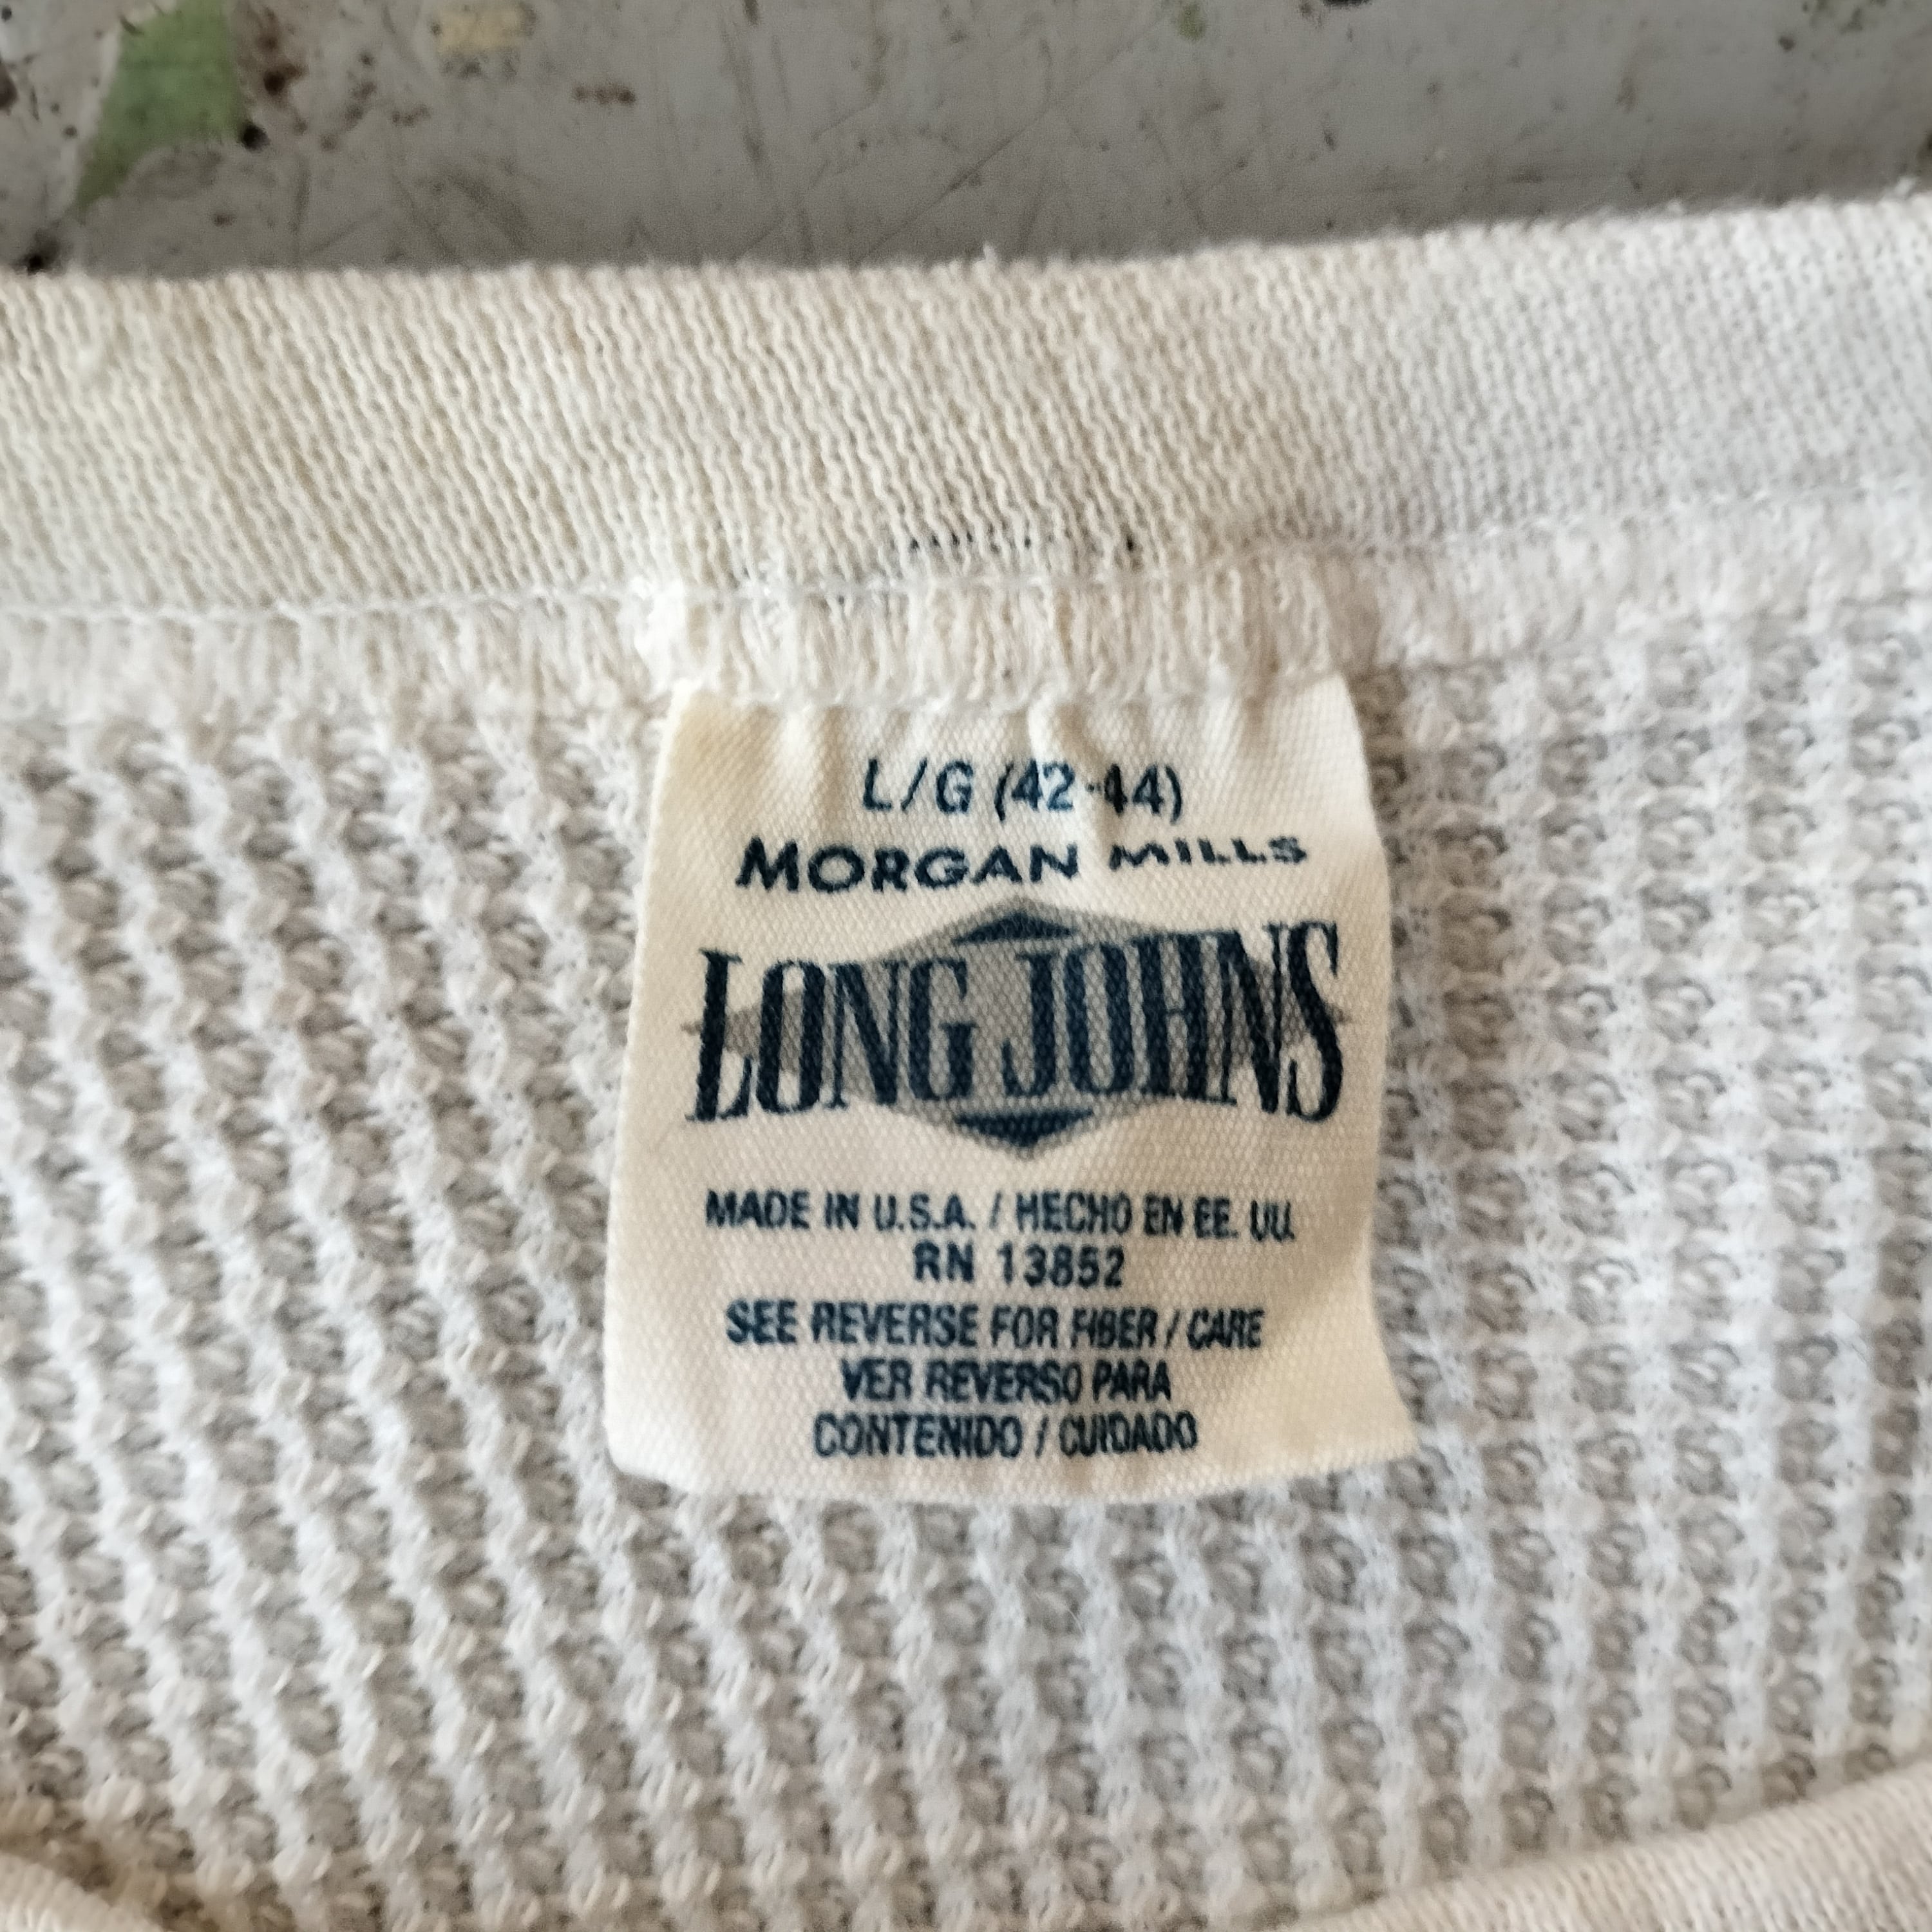 L/G (42-44)
MORGAN MILLS
LONG JOHNS
MADE IN U.S.A. / HECHO EN EE. UU.
RN 13852
SEE REVERSE FOR FIBER / CARE
VER REVERSO PARA
CONTENIDO / CUIDADO